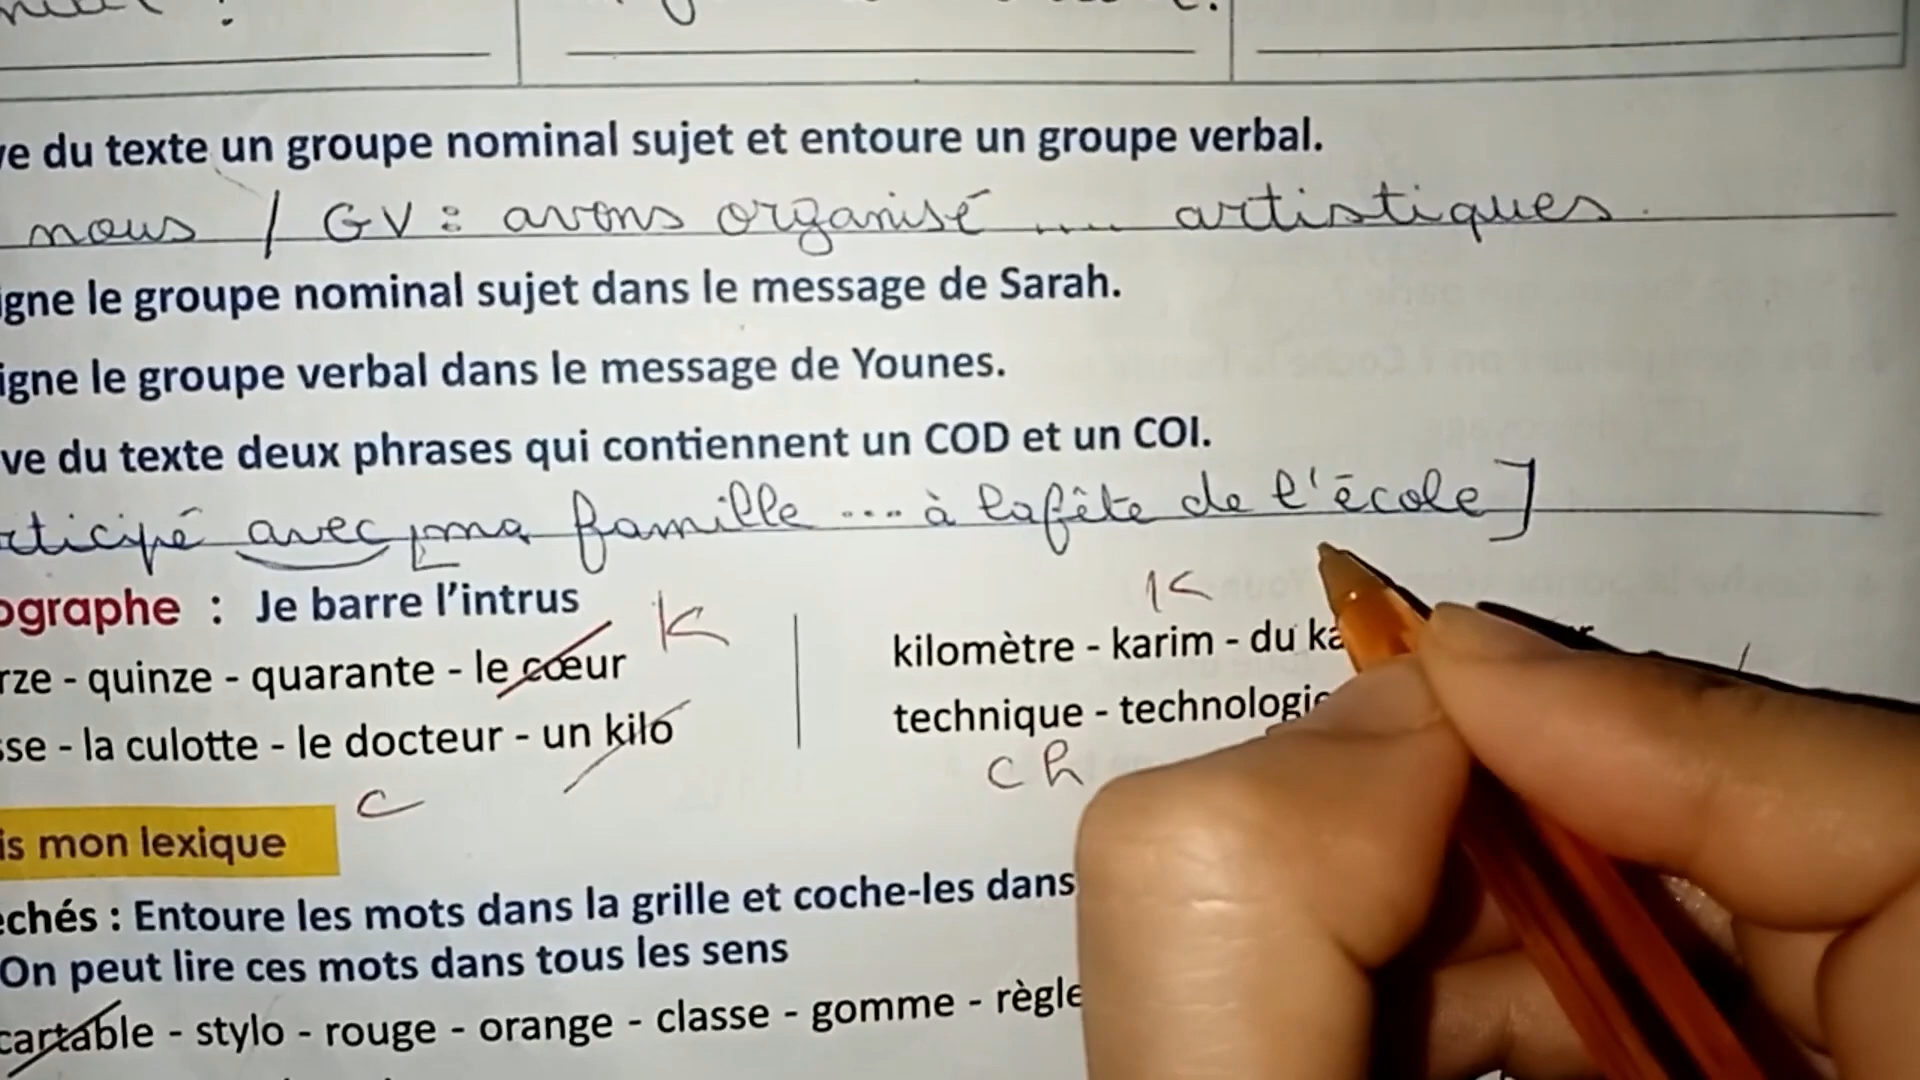 ve du texte un groupe nominal sujet et entoure un groupe verbal.
nous / GV : avons organisé .... artistiques.
igne le groupe nominal sujet dans le message de Sarah.
igne le groupe verbal dans le message de Younes.
ve du texte deux phrases qui contiennent un COD et un COI.
rticipé avec [ma famille .... à la fête de l'école]
ographe : Je barre l'intrus
rze - quinze - quarante - le cœur K
sse - la culotte - le docteur - un kilo
c
K
kilomètre - karim - du ka
technique - technologie
ch
is mon lexique
chés : Entoure les mots dans la grille et coche-les dans
On peut lire ces mots dans tous les sens
cartable - stylo - rouge - orange - classe - gomme - règle